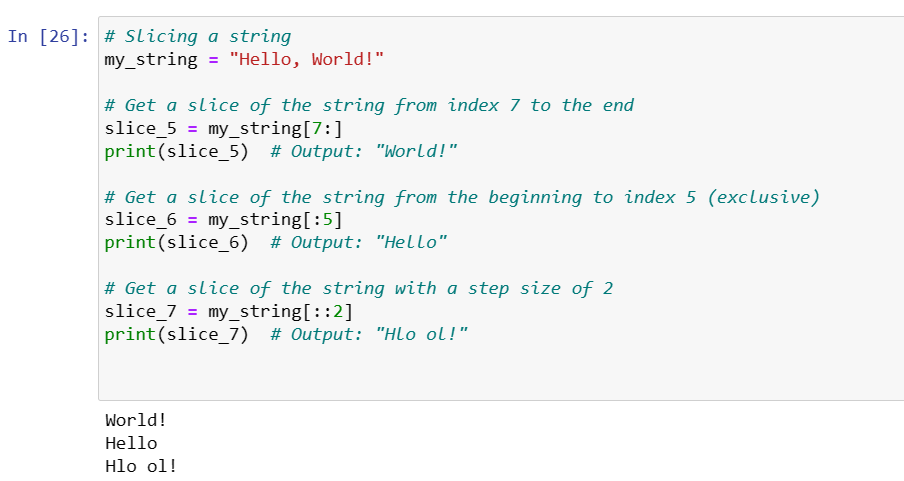 In [26]: # Slicing a string
my_string = "Hello, World!"
# Get a slice of the string from index 7 to the end
slice_5 = my_string[7:]
print(slice_5)  # Output: "World!"
# Get a slice of the string from the beginning to index 5 (exclusive)
slice_6 = my_string[:5]
print(slice_6)  # Output: "Hello"
# Get a slice of the string with a step size of 2
slice_7 = my_string[::2]
print(slice_7)  # Output: "Hlo ol!"
World!
Hello
Hlo ol!